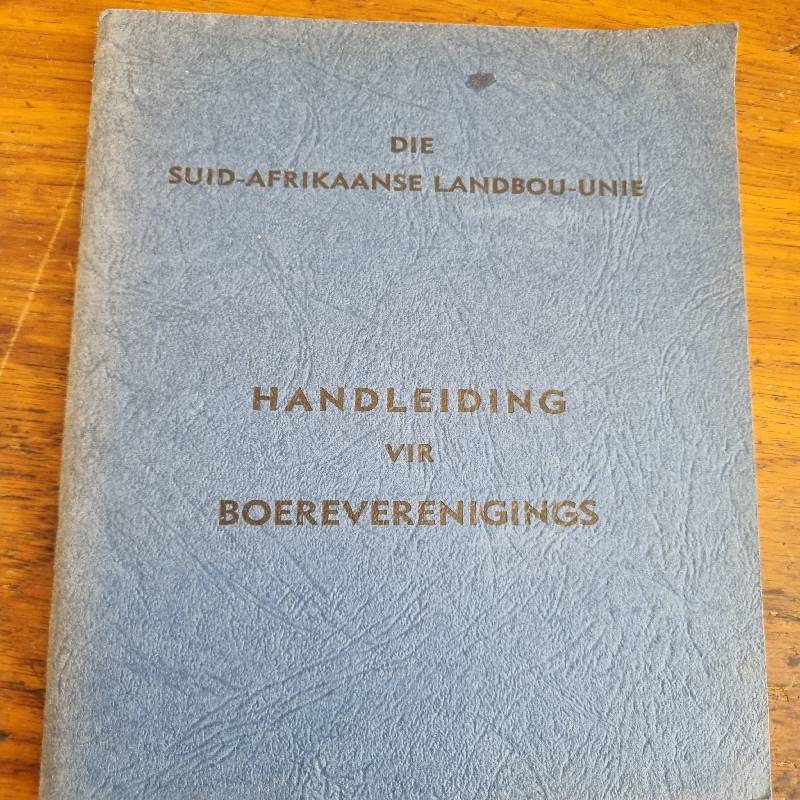 DIE
SUID-AFRIKAANSE LANDBOU-UNIE
HANDLEIDING
VIR
BOEREVERENIGINGS